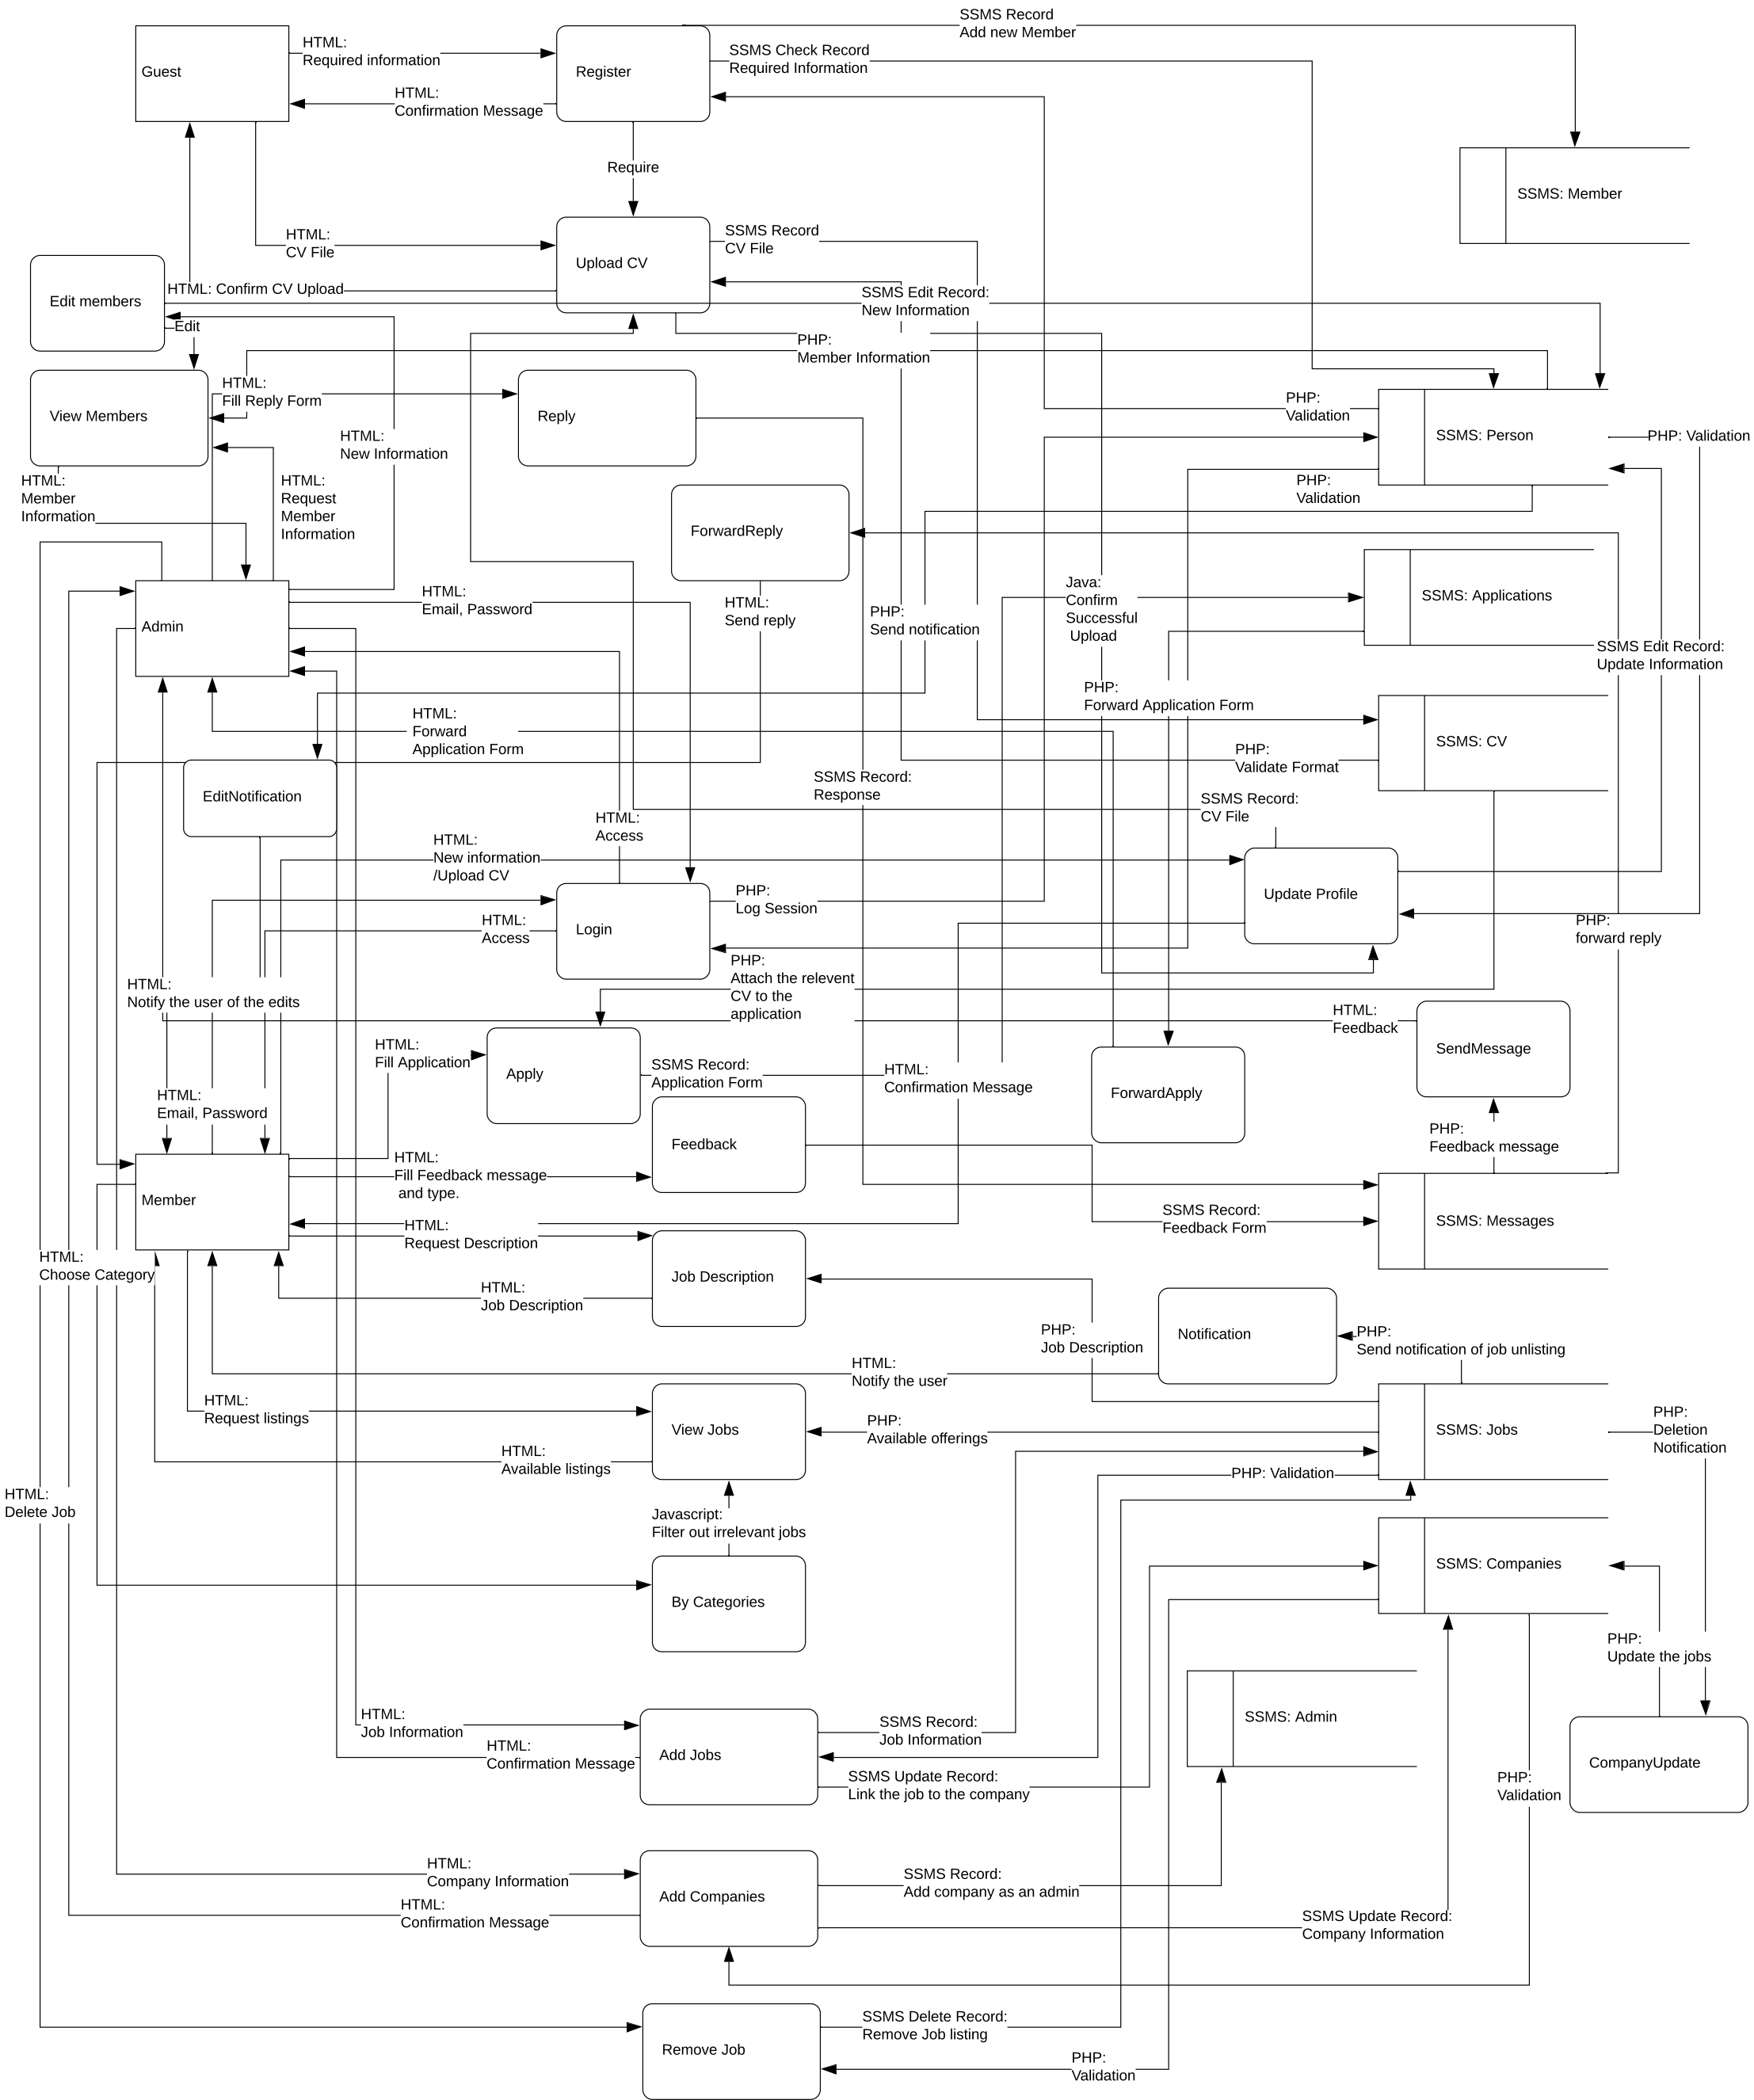 SSMS Record
Add new Member
HTML:
Required information
SSMS Check Record
Required Information
Guest
Register
HTML:
Confirmation Message
Require
SSMS: Member
HTML:
CV File
SSMS Record
CV File
Upload CV
HTML: Confirm CV Upload
Edit members
SSMS Edit Record:
New Information
Edit
PHP:
Member Information
HTML:
Fill Reply Form
View Members
Reply
PHP:
Validation
SSMS: Person
PHP: Validation
HTML:
New Information
HTML:
Member
Information
HTML:
Request
Member
Information
PHP:
Validation
ForwardReply
Java:
Confirm
Successful
Upload
HTML:
Email, Password
HTML:
Send reply
PHP:
Send notification
SSMS: Applications
Admin
SSMS Edit Record:
Update Information
PHP:
Forward Application Form
HTML:
Forward
Application Form
SSMS: CV
PHP:
Validate Format
SSMS Record:
Response
EditNotification
SSMS Record:
CV File
HTML:
Access
HTML:
New information
/Upload CV
PHP:
Log Session
Update Profile
HTML:
Access
Login
PHP:
forward reply
PHP:
Attach the relevent
CV to the
application
HTML:
Notify the user of the edits
HTML:
Feedback
SendMessage
HTML:
Fill Application
Apply
SSMS Record:
Application Form
HTML:
Confirmation Message
ForwardApply
HTML:
Email, Password
PHP:
Feedback message
Feedback
HTML:
Fill Feedback message
and type.
Member
SSMS Record:
Feedback Form
SSMS: Messages
HTML:
Request Description
HTML:
Choose Category
Job Description
HTML:
Job Description
PHP:
Job Description
Notification
PHP:
Send notification of job unlisting
HTML:
Notify the user
HTML:
Request listings
View Jobs
PHP:
Available offerings
SSMS: Jobs
PHP:
Deletion
Notification
HTML:
Available listings
PHP: Validation
HTML:
Delete Job
Javascript:
Filter out irrelevant jobs
SSMS: Companies
By Categories
PHP:
Update the jobs
HTML:
Job Information
SSMS: Admin
SSMS Record:
Job Information
Add Jobs
HTML:
Confirmation Message
CompanyUpdate
SSMS Update Record:
Link the job to the company
PHP:
Validation
HTML:
Company Information
SSMS Record:
Add company as an admin
Add Companies
HTML:
Confirmation Message
SSMS Update Record:
Company Information
SSMS Delete Record:
Remove Job listing
Remove Job
PHP:
Validation